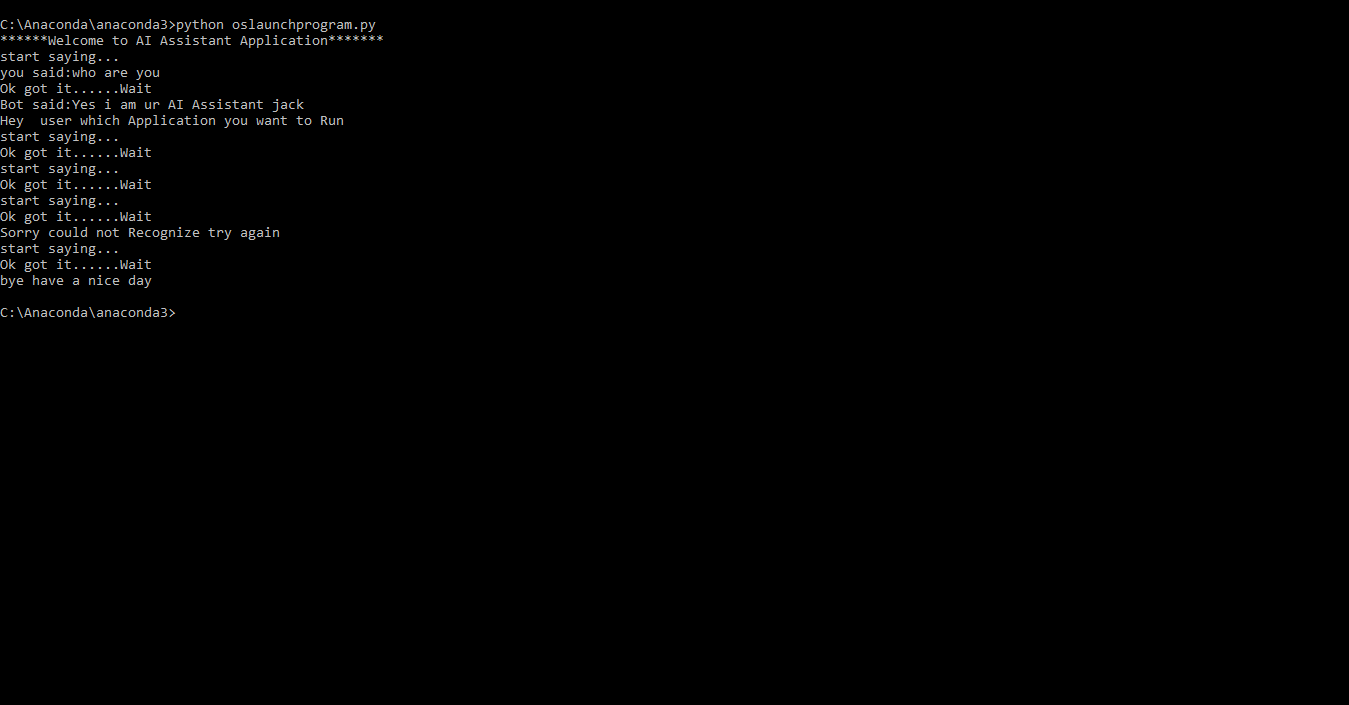 C:\Anaconda\anaconda3>python oslaunchprogram.py
******Welcome to AI Assistant Application*******
start saying...
you said:who are you
Ok got it......Wait
Bot said:Yes i am ur AI Assistant jack
Hey  user which Application you want to Run
start saying...
Ok got it......Wait
start saying...
Ok got it......Wait
start saying...
Ok got it......Wait
Sorry could not Recognize try again
start saying...
Ok got it......Wait
bye have a nice day
C:\Anaconda\anaconda3>